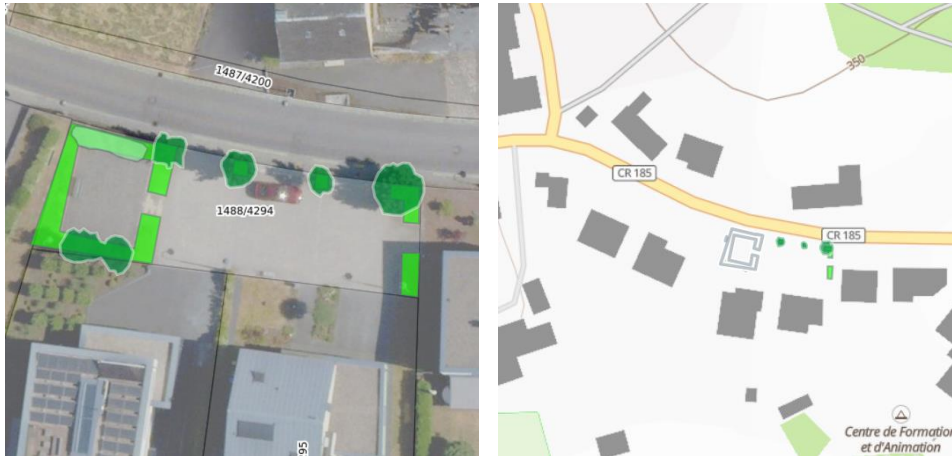 1487/4200
1488/4294
95
350
CR 185
CR 185
Centre de Formation
et d'Animation